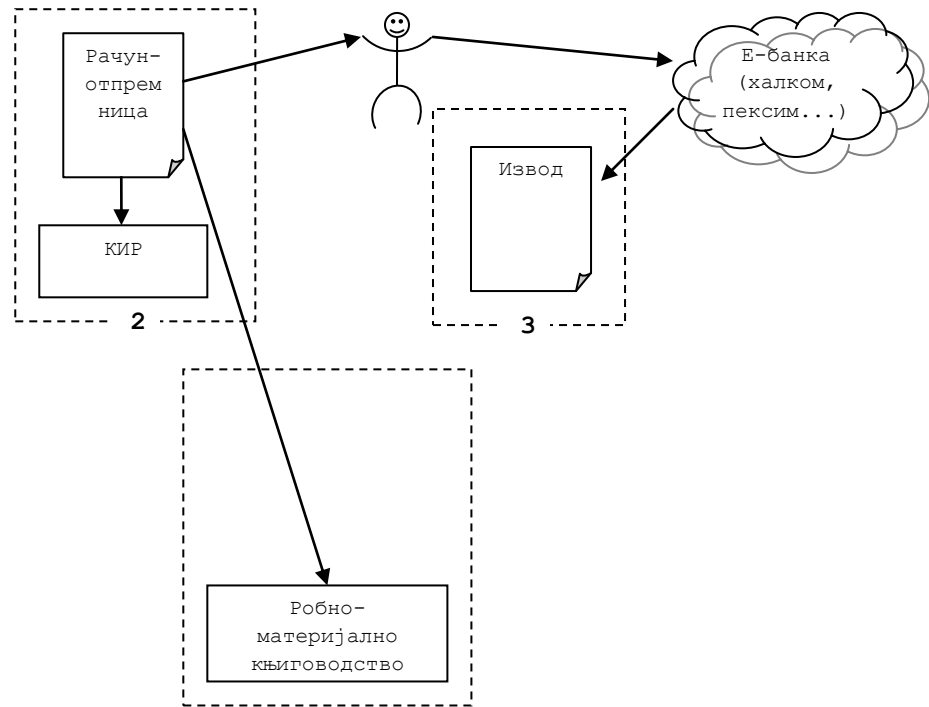 Рачун-
отпрем
ница
КИР
2
Е-банка
(халком,
пексим...)
Извод
3
Робно-
материјално
књиговодство